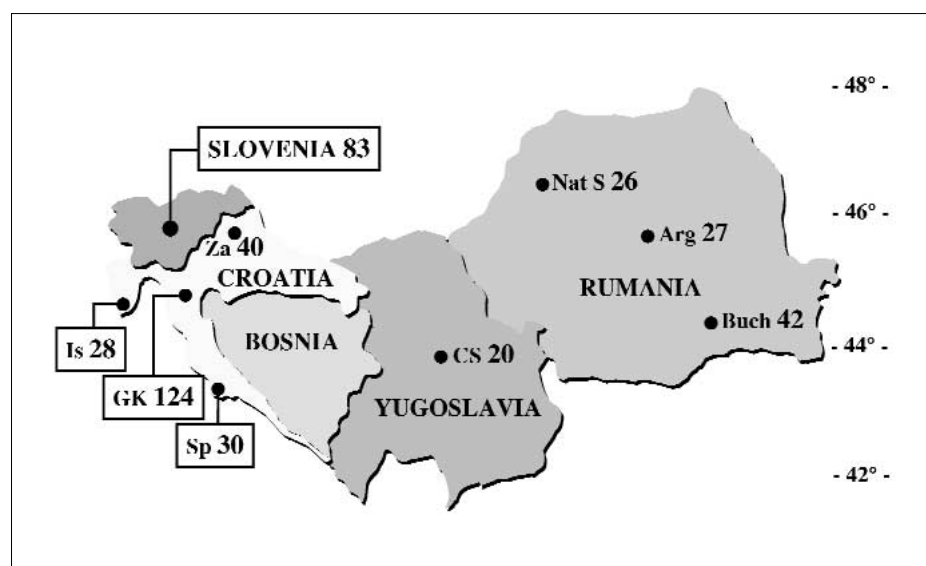 - 48° -
SLOVENIA 83
Nat S 26
- 46° -
Za 40
Arg 27
CROATIA
RUMANIA
Is 28
BOSNIA
Buch 42
- 44° -
CS 20
GK 124
YUGOSLAVIA
Sp 30
- 42° -